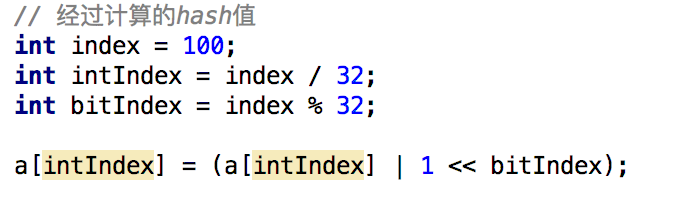 // 经过计算的hash值
int index = 100;
int intIndex = index / 32;
int bitIndex = index % 32;
a[intIndex] = (a[intIndex] | 1 << bitIndex);